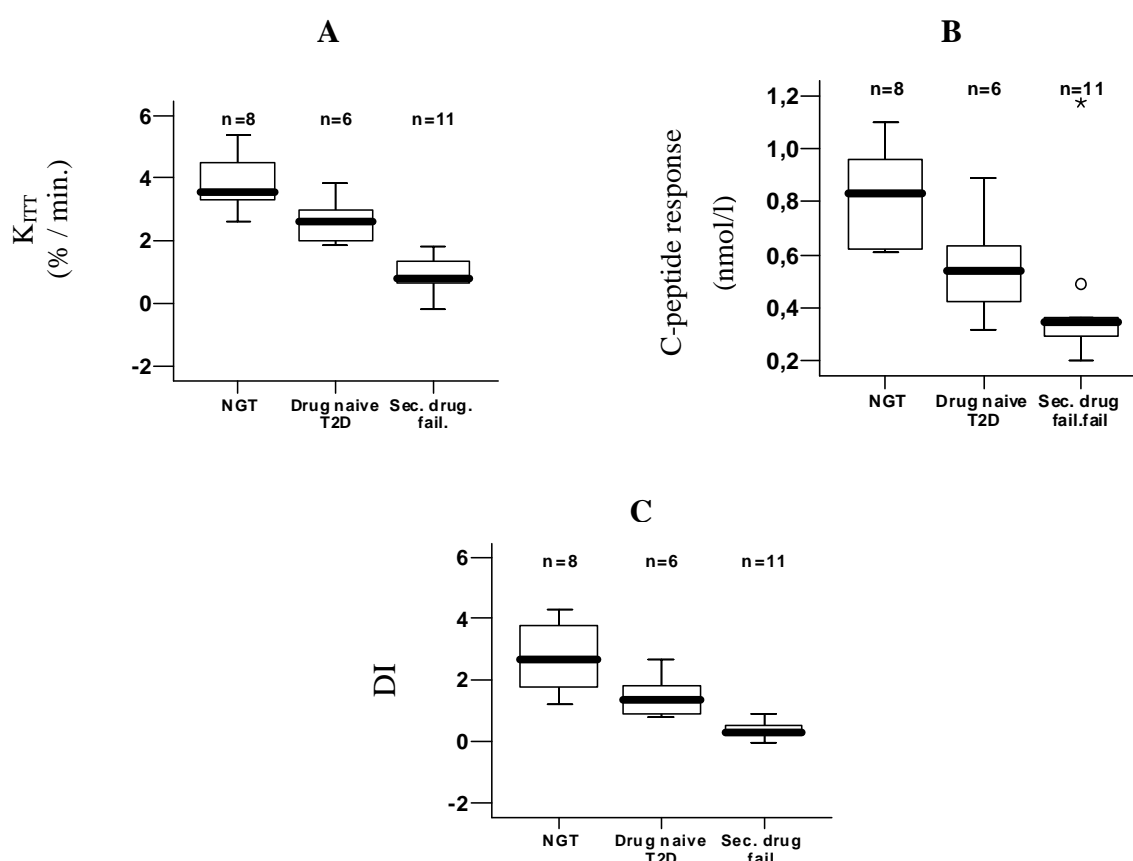 A
K_ITT
(% / min.)
6
4
2
0
-2
n=8
n=6
n=11
NGT
Drug naive
T2D
Sec. drug.
fail.
B
C-peptide response
(nmol/l)
1,2
1,0
0,8
0,6
0,4
0,2
n=8
n=6
n=11
NGT
Drug naive
T2D
Sec. drug
fail.fail
C
DI
6
4
2
0
-2
n=8
n=6
n=11
NGT
Drug naive
T2D
Sec. drug
fail